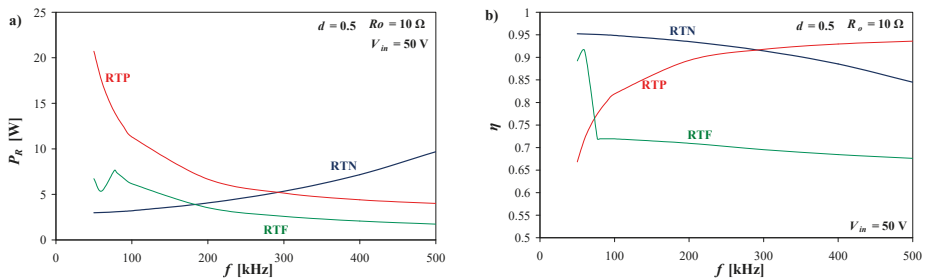 a)
d = 0.5 Ro = 10 Ω
V_in = 50 V
25
20
15
10
5
0
P_R [W]
RTP
RTN
RTF
0 100 200 300 400 500
f [kHz]
b)
d = 0.5 R_o = 10 Ω
1
0.95
0.9
0.85
0.8
0.75
0.7
0.65
0.6
0.55
0.5
η
RTN
RTP
RTF
V_in = 50 V
0 100 200 300 400 500
f [kHz]